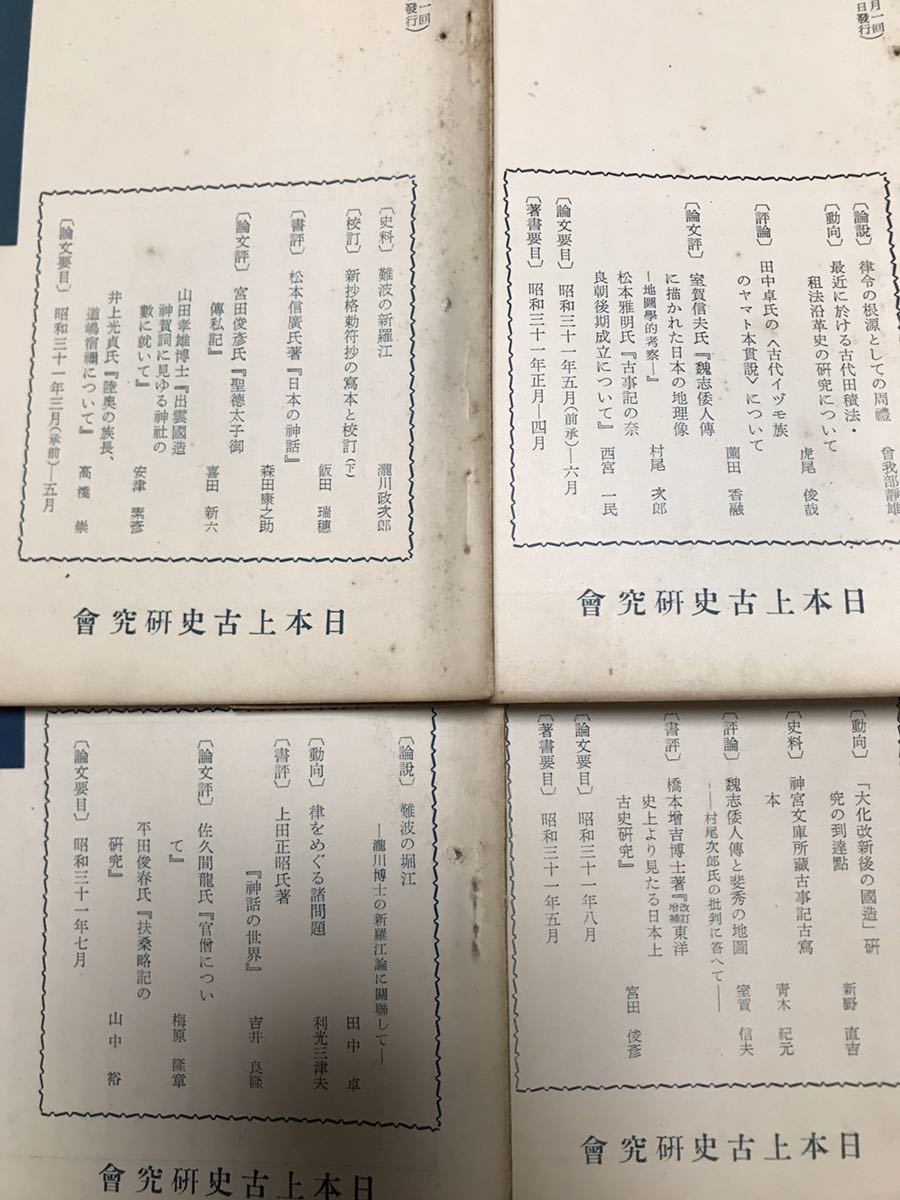 月一回
日發行)
〔論說〕 律令の根源としての周禮
曾我部靜雄
〔動向〕 最近に於ける古代田積法・
租法沿革史の研究について
虎尾 俊哉
〔評論〕 田中卓氏の〈古代イヅモ族
のヤマト本貫說〉について
薗田 香融
〔論文評〕 室賀信夫氏『魏志倭人傳
に描かれた日本の地理像
―地圖學的考察―』
村尾 次郎
松本雅明氏『古事記の奈
良朝後期成立について』
西宮 一民
〔論文要目〕 昭和三十一年五月(前承)―六月
〔著書要目〕 昭和三十一年正月―四月
日本上古史研究會
一回
發行)
〔史料〕 難波の新羅江
瀧川政次郎
〔校訂〕 新抄格勅符抄の寫本と校訂(下)
飯田 瑞穗
〔書評〕 松本信廣氏著『日本の神話』
森田康之助
〔論文評〕 宮田俊彥氏『聖德太子御
傳私記』
喜田 新六
山田孝雄博士『出雲國造
神賀詞に見ゆる神社の
數に就いて』
安津 素彥
井上光貞氏『陸奧の族長、
道嶋宿禰について』
高橋 崇
〔論文要目〕 昭和三十一年三月(承前)―五月
日本上古史研究會
〔動向〕 「大化改新後の國造」研
究の到達點
新野 直吉
〔史料〕 神宮文庫所藏古事記古寫
本
靑木 紀元
〔評論〕 魏志倭人傳と裴秀の地圖
――村尾次郎氏の批判に答へて――
室賀 信夫
〔書評〕 橋本增吉博士著『改訂增補東洋
史上より見たる日本上
古史研究』
宮田 俊彥
〔論文要目〕 昭和三十一年八月
〔著書要目〕 昭和三十一年五月
日本上古史研究會
〔論說〕 難波の堀江
―瀧川博士の新羅江論に關聯して―
田中 卓
〔動向〕 律をめぐる諸問題
利光三津夫
〔書評〕 上田正昭氏著
『神話の世界』
吉井 良隆
〔論文評〕 佐久間龍氏『官僧につい
て』
梅原 隆章
平田俊春氏『扶桑略記の
研究』
山中 裕
〔論文要目〕 昭和三十一年七月
日本上古史研究會